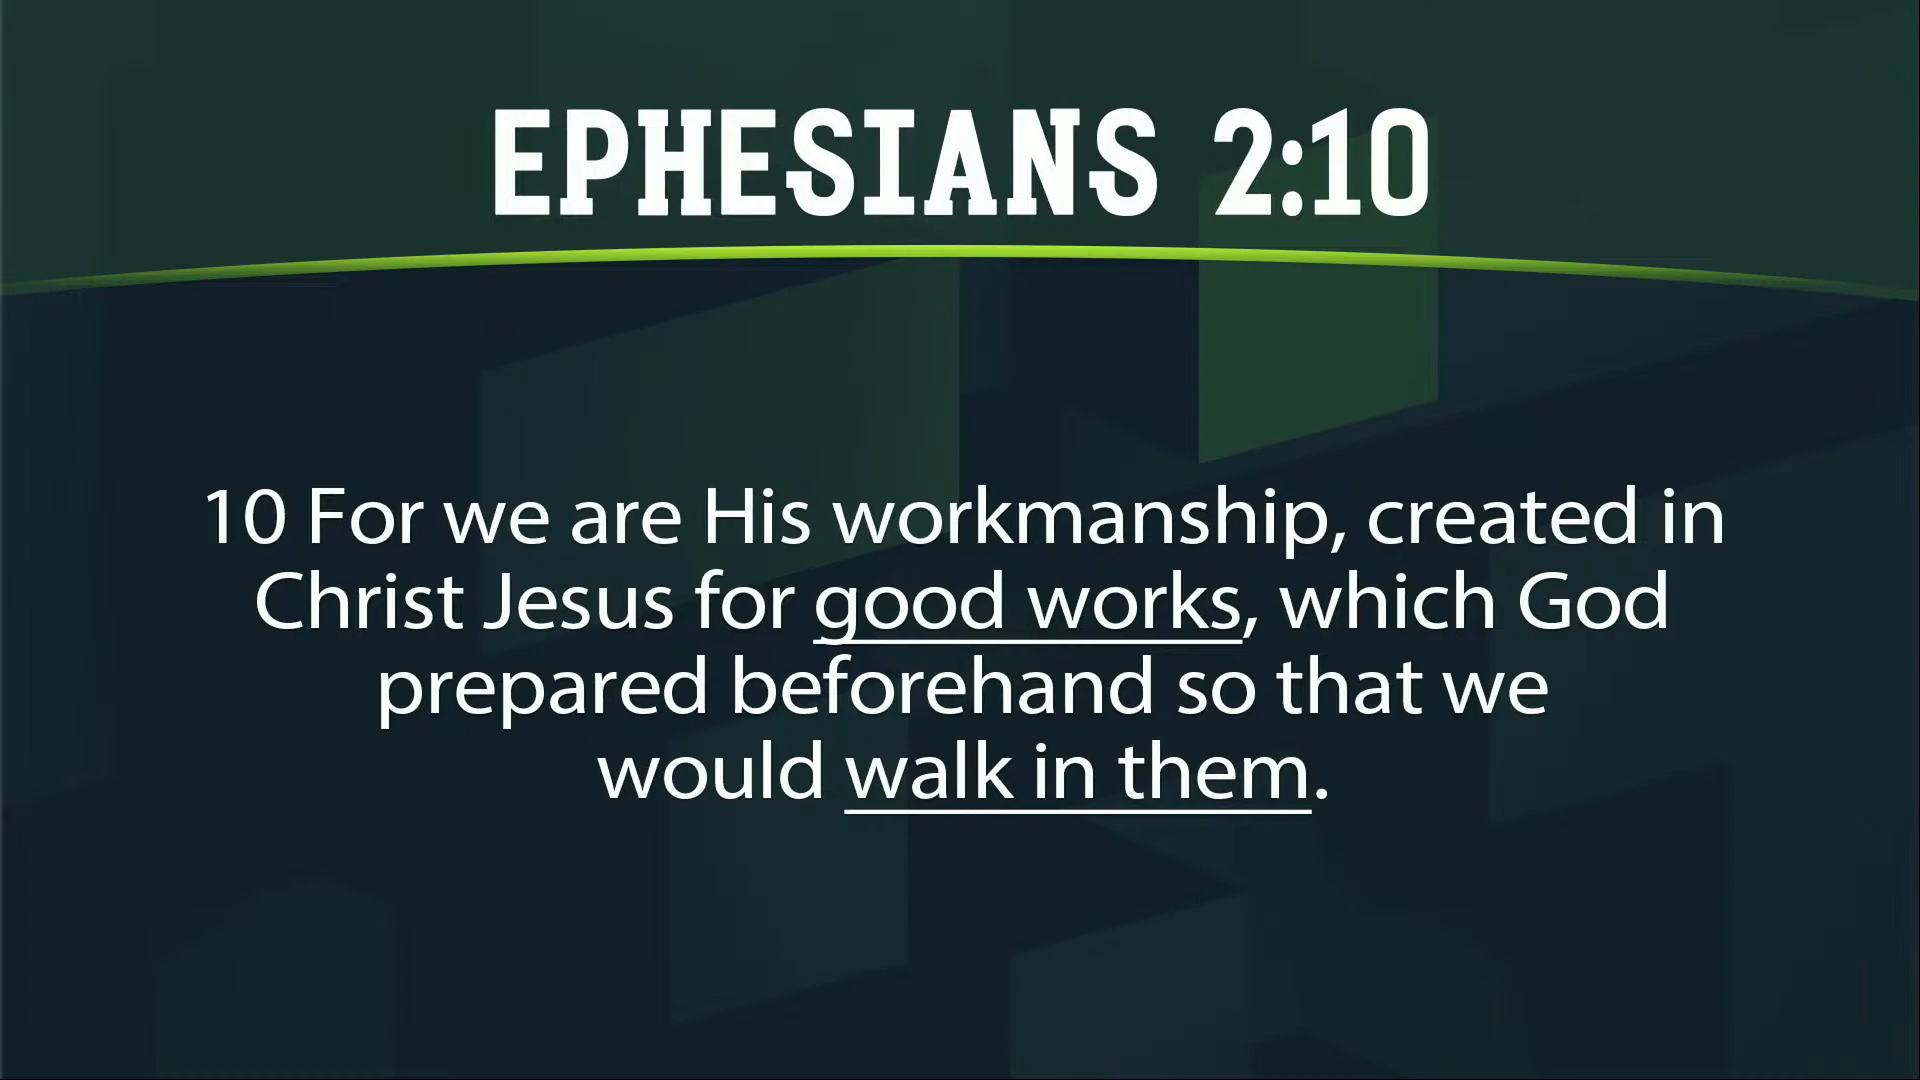 EPHESIANS 2:10
10 For we are His workmanship, created in
Christ Jesus for good works, which God
prepared beforehand so that we
would walk in them.